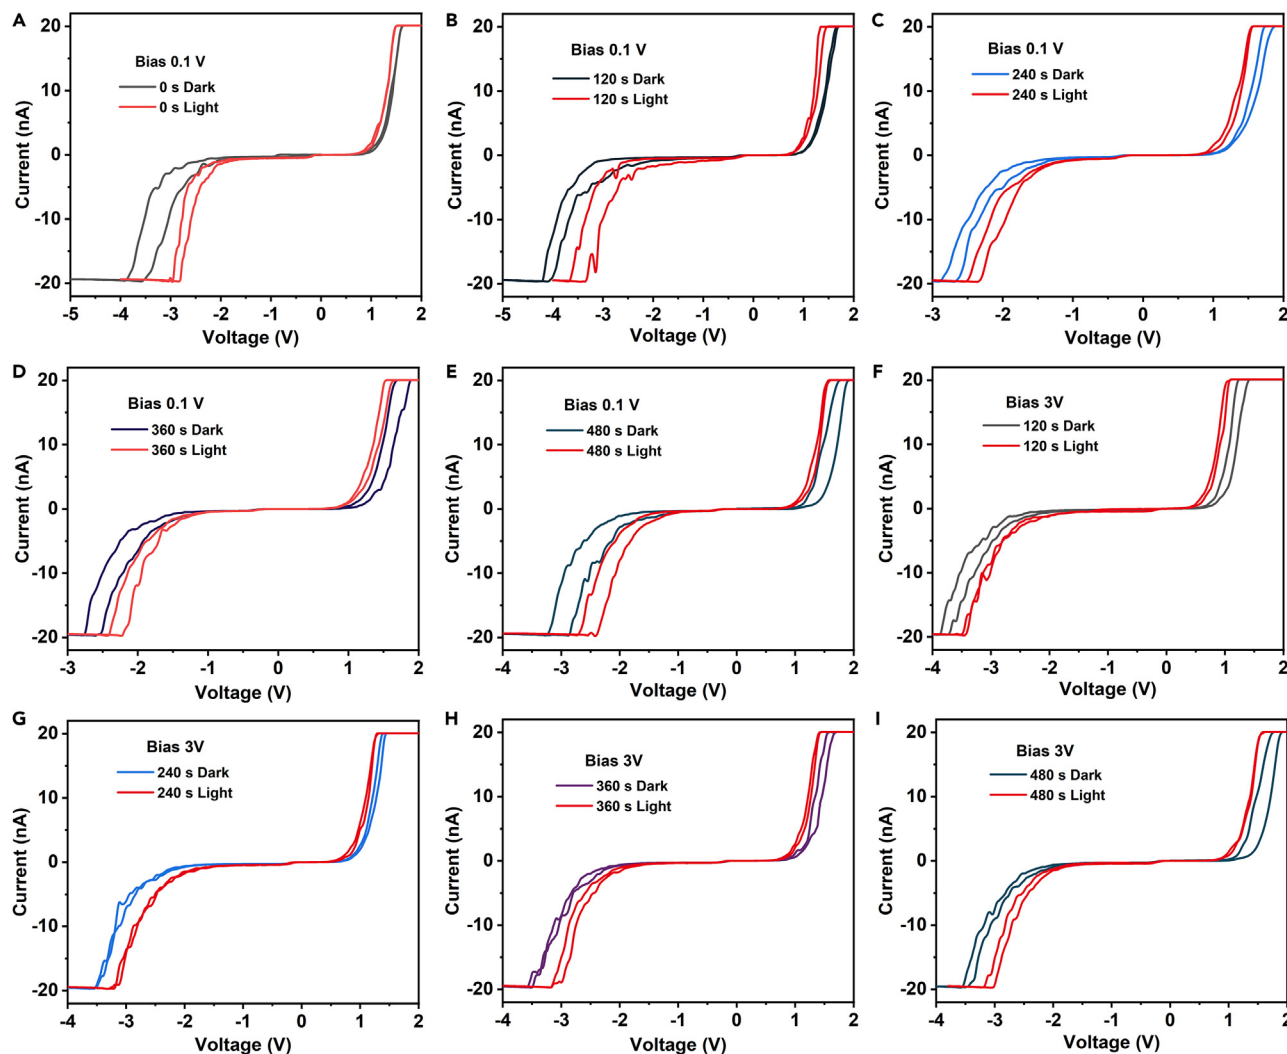 A
Bias 0.1 V
0 s Dark
0 s Light
20
10
0
-10
-20
Current (nA)
-5 -4 -3 -2 -1 0 1 2
Voltage (V)
B
Bias 0.1 V
120 s Dark
120 s Light
20
10
0
-10
-20
Current (nA)
-5 -4 -3 -2 -1 0 1 2
Voltage (V)
C
Bias 0.1 V
240 s Dark
240 s Light
20
10
0
-10
-20
Current (nA)
-3 -2 -1 0 1 2
Voltage (V)
D
Bias 0.1 V
360 s Dark
360 s Light
20
10
0
-10
-20
Current (nA)
-3 -2 -1 0 1 2
Voltage (V)
E
Bias 0.1 V
480 s Dark
480 s Light
20
10
0
-10
-20
Current (nA)
-4 -3 -2 -1 0 1 2
Voltage (V)
F
Bias 3V
120 s Dark
120 s Light
20
10
0
-10
-20
Current (nA)
-4 -3 -2 -1 0 1 2
Voltage (V)
G
Bias 3V
240 s Dark
240 s Light
20
10
0
-10
-20
Current (nA)
-4 -3 -2 -1 0 1 2
Voltage (V)
H
Bias 3V
360 s Dark
360 s Light
20
10
0
-10
-20
Current (nA)
-4 -3 -2 -1 0 1 2
Voltage (V)
I
Bias 3V
480 s Dark
480 s Light
20
10
0
-10
-20
Current (nA)
-4 -3 -2 -1 0 1 2
Voltage (V)